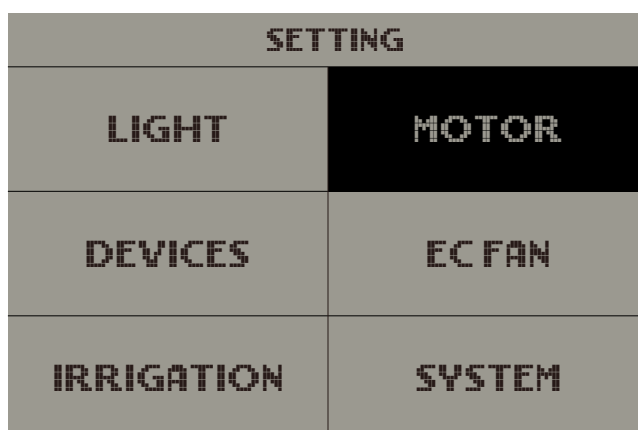 SETTING
LIGHT
MOTOR
DEVICES
EC FAN
IRRIGATION
SYSTEM